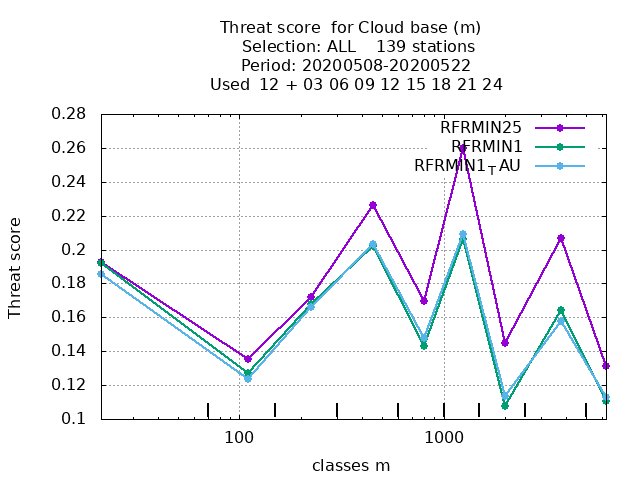 Threat score  for Cloud base (m)
Selection: ALL    139 stations
Period: 20200508-20200522
Used  12 + 03 06 09 12 15 18 21 24
RFRMIN25
RFRMIN1
RFRMIN1_TAU
0.28
0.26
0.24
0.22
0.2
0.18
0.16
0.14
0.12
0.1
Threat score
100
1000
classes m